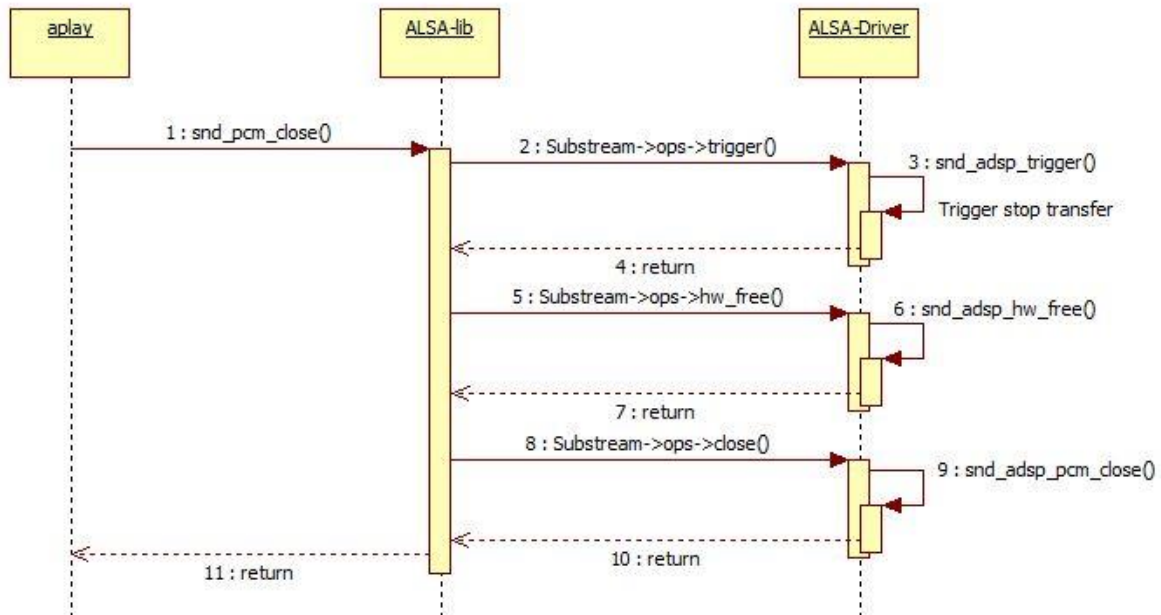 aplay
ALSA-lib
ALSA-Driver
1 : snd_pcm_close()
2 : Substream->ops->trigger()
3 : snd_adsp_trigger()
Trigger stop transfer
4 : return
5 : Substream->ops->hw_free()
6 : snd_adsp_hw_free()
7 : return
8 : Substream->ops->close()
9 : snd_adsp_pcm_close()
10 : return
11 : return